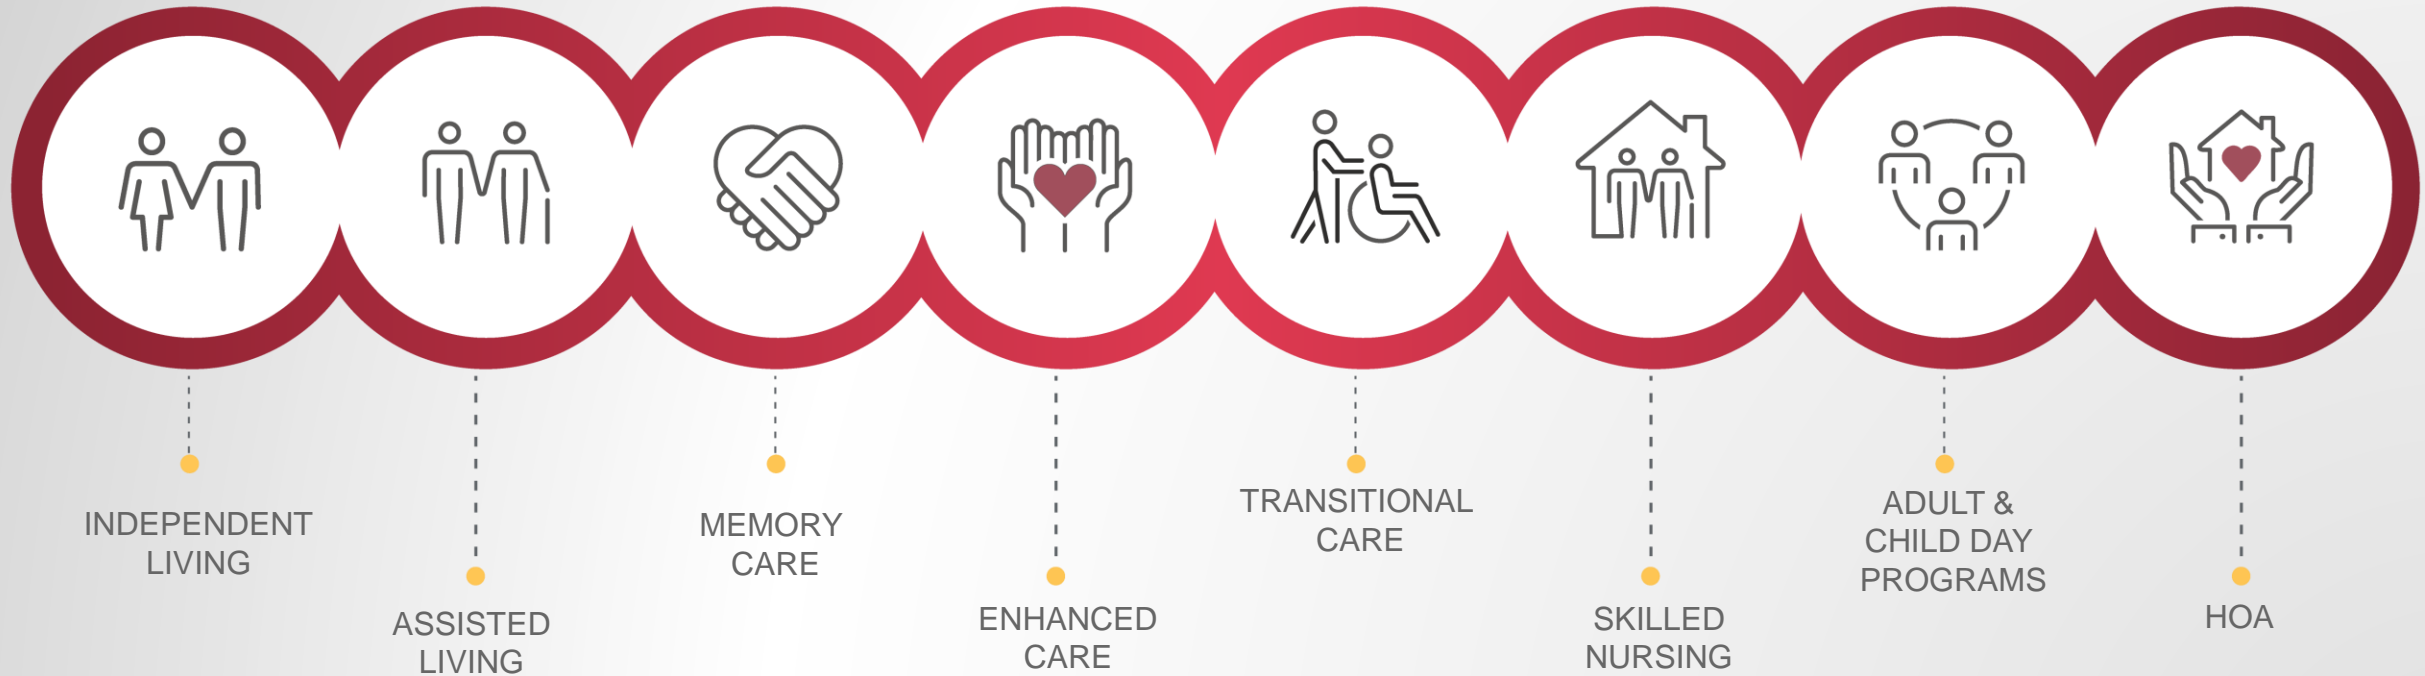 INDEPENDENT
LIVING
ASSISTED
LIVING
MEMORY
CARE
ENHANCED
CARE
TRANSITIONAL
CARE
SKILLED
NURSING
ADULT &
CHILD DAY
PROGRAMS
HOA